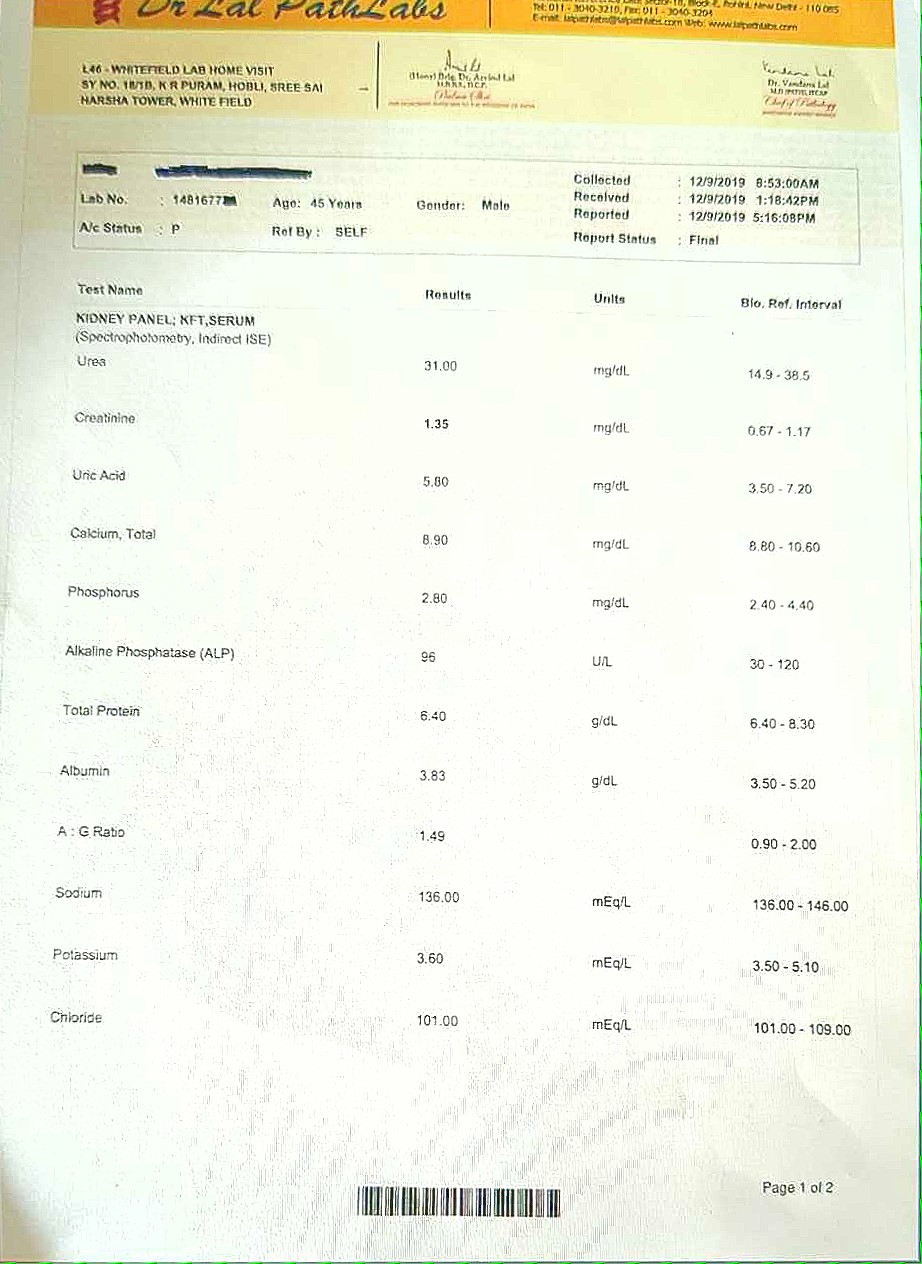 Dr Lal PathLabs
New Delhi - 110 085
Tel: 011 - 3040-3210, Fax: 011 - 3040-3204
E-mail: lalpathlabs@lalpathlabs.com Web: www.lalpathlabs.com
L46 - WHITEFIELD LAB HOME VISIT
SY NO. 18/1B, K R PURAM, HOBLI, SREE SAI
HARSHA TOWER, WHITE FIELD
(Hony) Brig. Dr. Arvind Lal
M.B.B.S, D.C.P.
Dr. Vandana Lal
Chief of Pathology
Lab No. : 1481677
Age: 45 Years
Gender: Male
A/c Status : P
Ref By : SELF
Collected : 12/9/2019 8:53:00AM
Received : 12/9/2019 1:18:42PM
Reported : 12/9/2019 5:16:08PM
Report Status : Final
Test Name Results Units Bio. Ref. Interval
KIDNEY PANEL; KFT,SERUM
(Spectrophotometry, Indirect ISE)
Urea 31.00 mg/dL 14.9 - 38.5
Creatinine 1.35 mg/dL 0.67 - 1.17
Uric Acid 5.80 mg/dL 3.50 - 7.20
Calcium, Total 8.90 mg/dL 8.80 - 10.60
Phosphorus 2.80 mg/dL 2.40 - 4.40
Alkaline Phosphatase (ALP) 96 U/L 30 - 120
Total Protein 6.40 g/dL 6.40 - 8.30
Albumin 3.83 g/dL 3.50 - 5.20
A : G Ratio 1.49 0.90 - 2.00
Sodium 136.00 mEq/L 136.00 - 146.00
Potassium 3.60 mEq/L 3.50 - 5.10
Chloride 101.00 mEq/L 101.00 - 109.00
Page 1 of 2